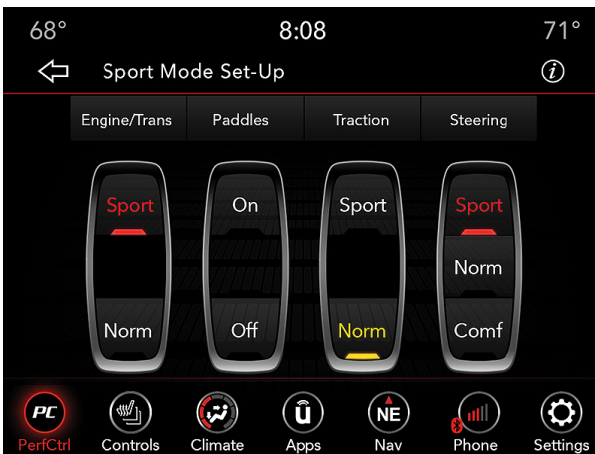 68° 8:08 71°
Sport Mode Set-Up i
Engine/Trans Paddles Traction Steering
Sport On Sport Sport
Norm
Norm Off Norm Comf
PC û NE
PerfCtrl Controls Climate Apps Nav Phone Settings